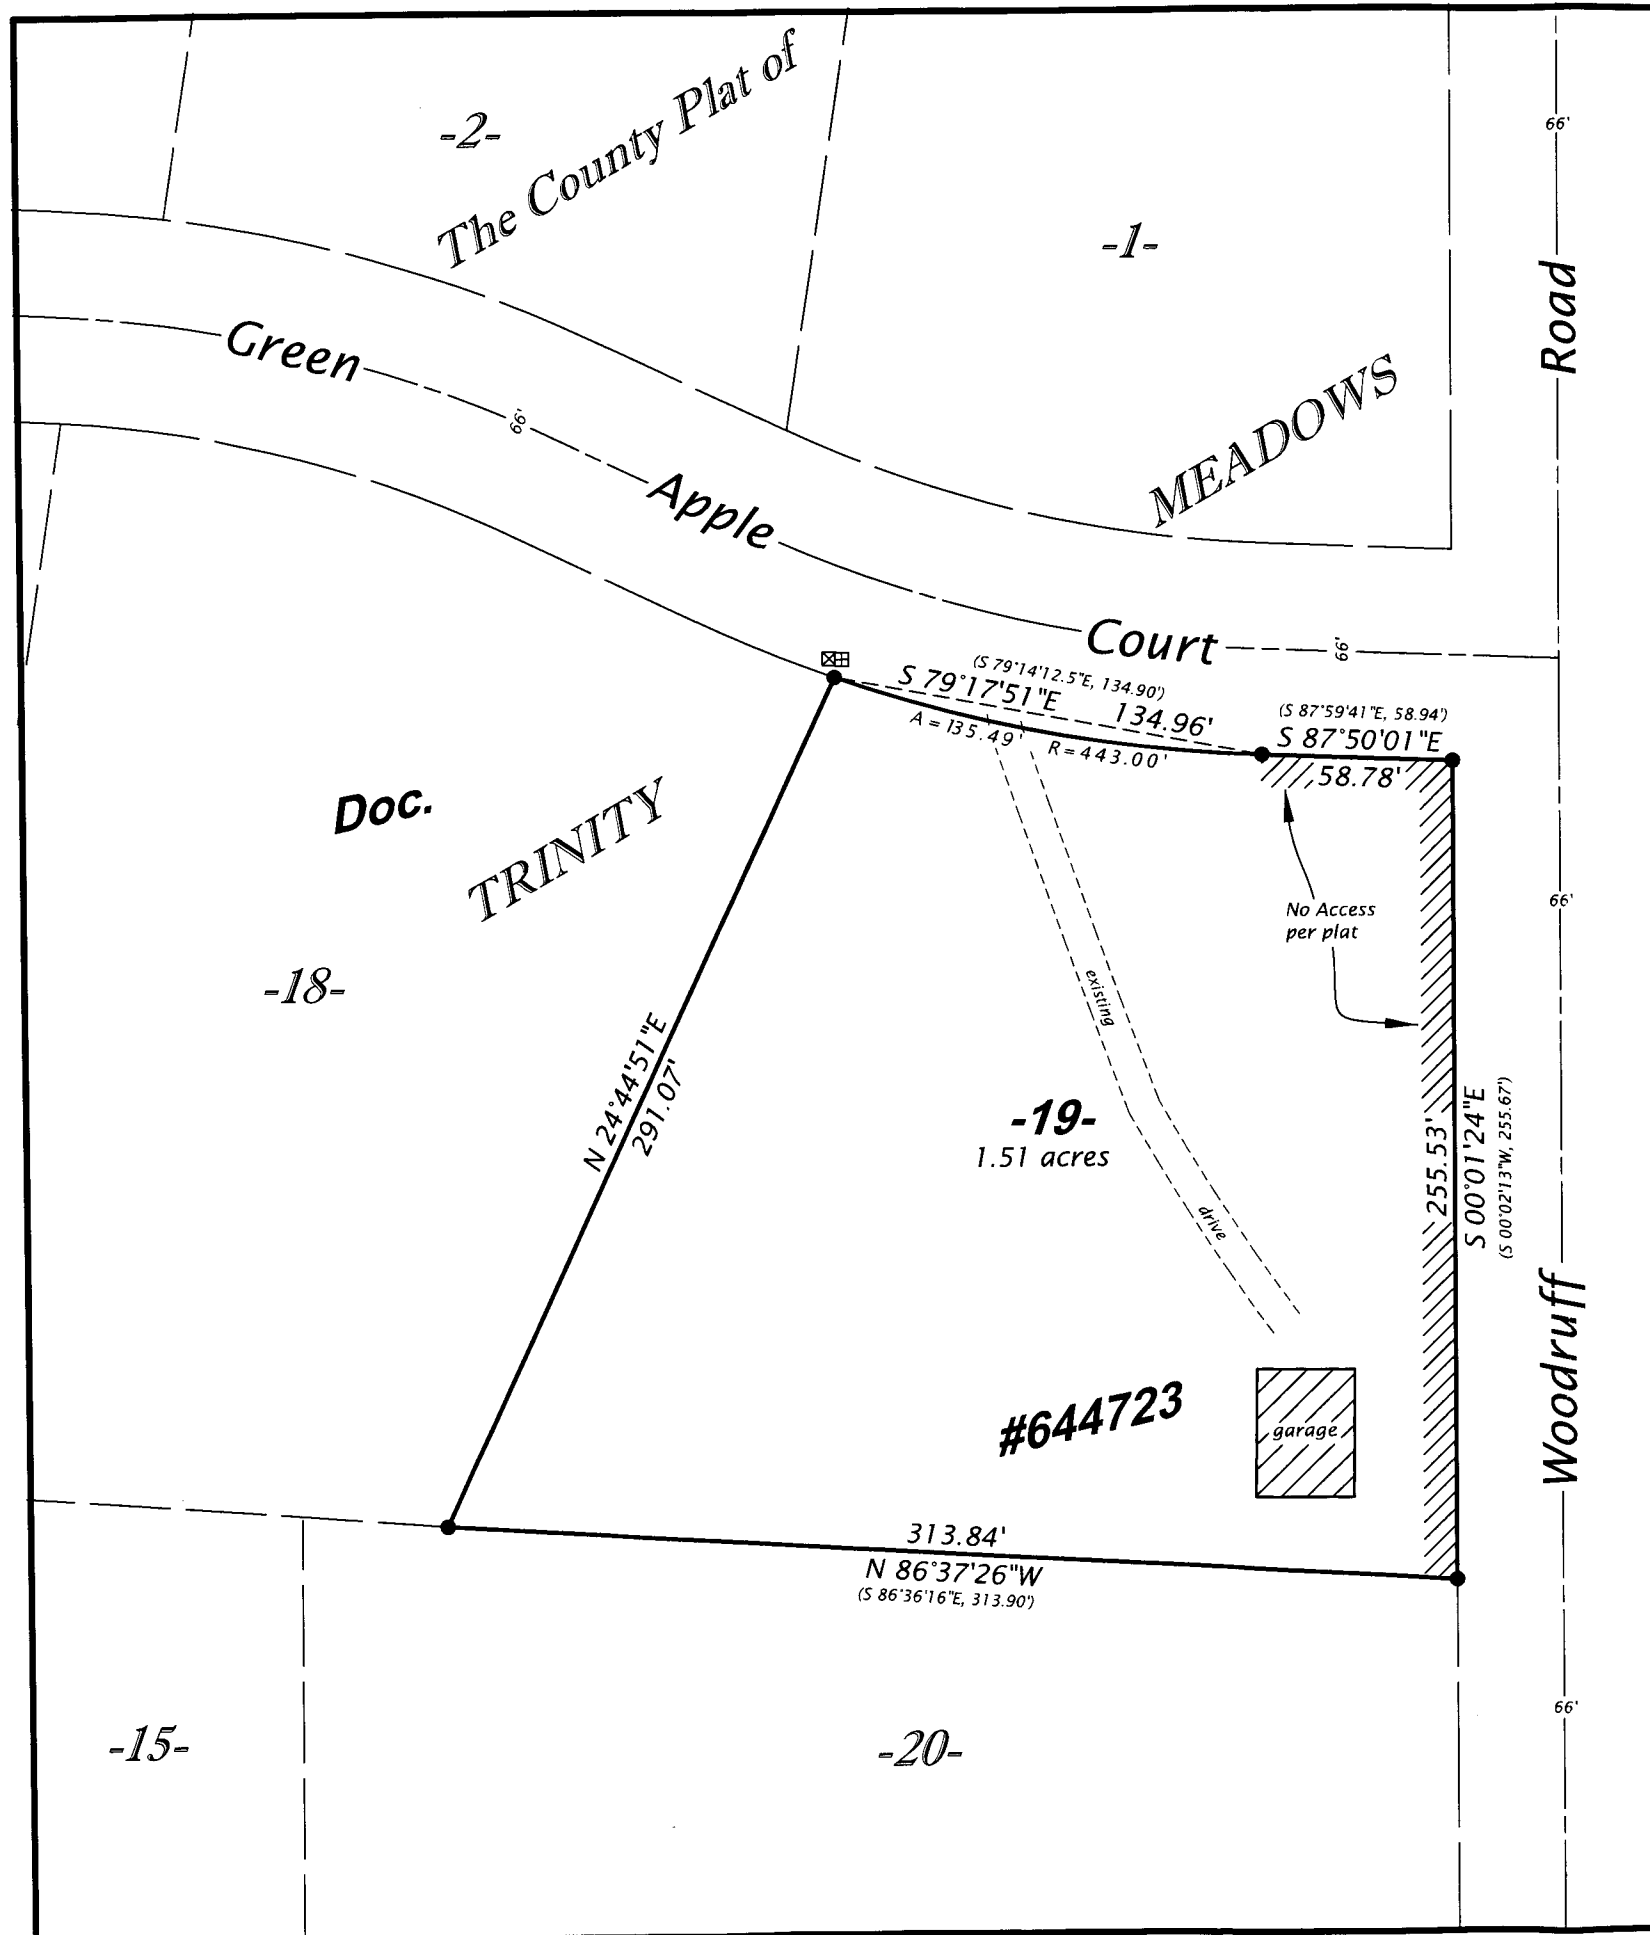 The County Plat of
-2-
66'
-1-
Road
Green
66'
MEADOWS
Apple
Court
66'
(S 79°14'12.5"E, 134.90')
S 79°17'51"E 134.96'
A = 135.49'
R = 443.00'
(S 87°59'41"E, 58.94')
S 87°50'01"E
58.78'
Doc.
TRINITY
No Access
per plat
66'
-18-
existing
N 24°44'51"E
291.07'
-19-
1.51 acres
255.53'
S 00°01'24"E
(S 00°02'13"W, 255.67')
drive
Woodruff
#644723
garage
313.84'
N 86°37'26"W
(S 86°36'16"E, 313.90')
66'
-15-
-20-